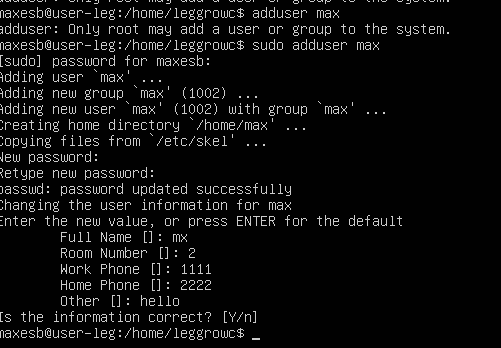 adduser: Only root may add a user or group to the system.
maxesb@user-leg:/home/leggrowc$ adduser max
adduser: Only root may add a user or group to the system.
maxesb@user-leg:/home/leggrowc$ sudo adduser max
[sudo] password for maxesb:
Adding user `max' ...
Adding new group `max' (1002) ...
Adding new user `max' (1002) with group `max' ...
Creating home directory `/home/max' ...
Copying files from `/etc/skel' ...
New password:
Retype new password:
passwd: password updated successfully
Changing the user information for max
Enter the new value, or press ENTER for the default
Full Name []: mx
Room Number []: 2
Work Phone []: 1111
Home Phone []: 2222
Other []: hello
Is the information correct? [Y/n]
maxesb@user-leg:/home/leggrowc$ _